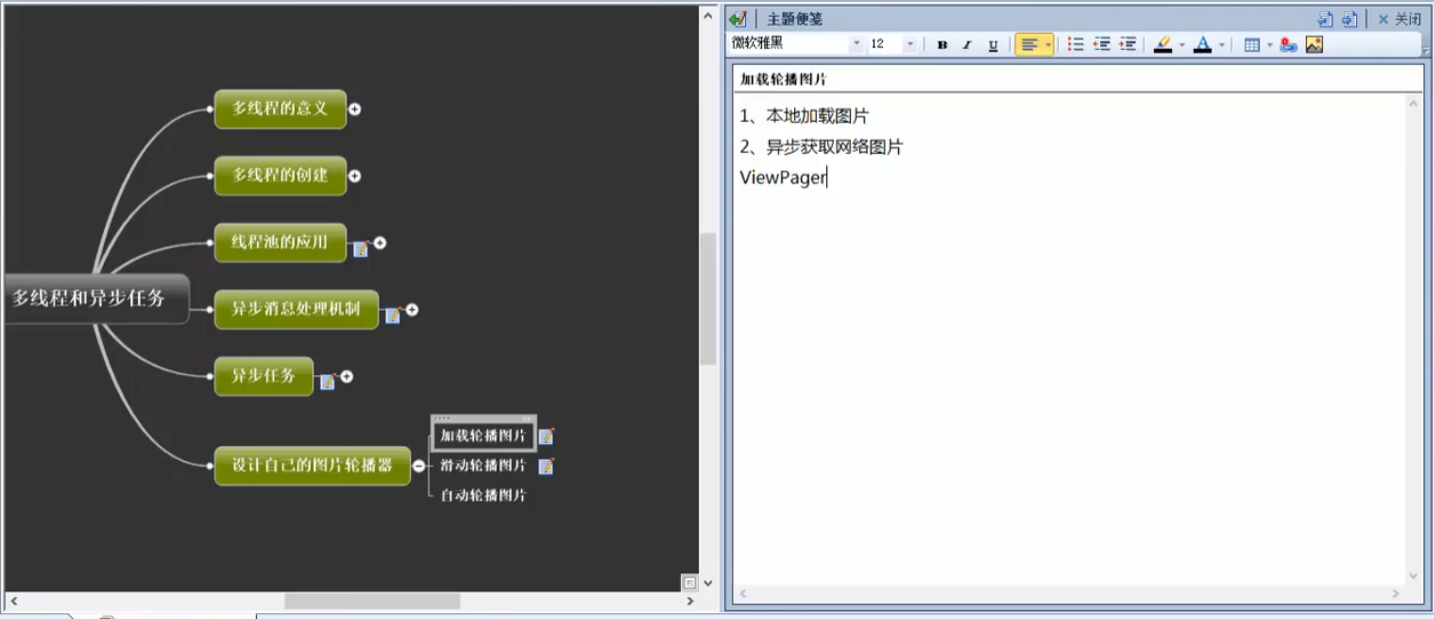 多线程和异步任务
多线程的意义
多线程的创建
线程池的应用
异步消息处理机制
异步任务
设计自己的图片轮播器
加载轮播图片
滑动轮播图片
自动轮播图片
主题便笺
关闭
微软雅黑
12
B I U
A
加载轮播图片
1、本地加载图片
2、异步获取网络图片
ViewPager